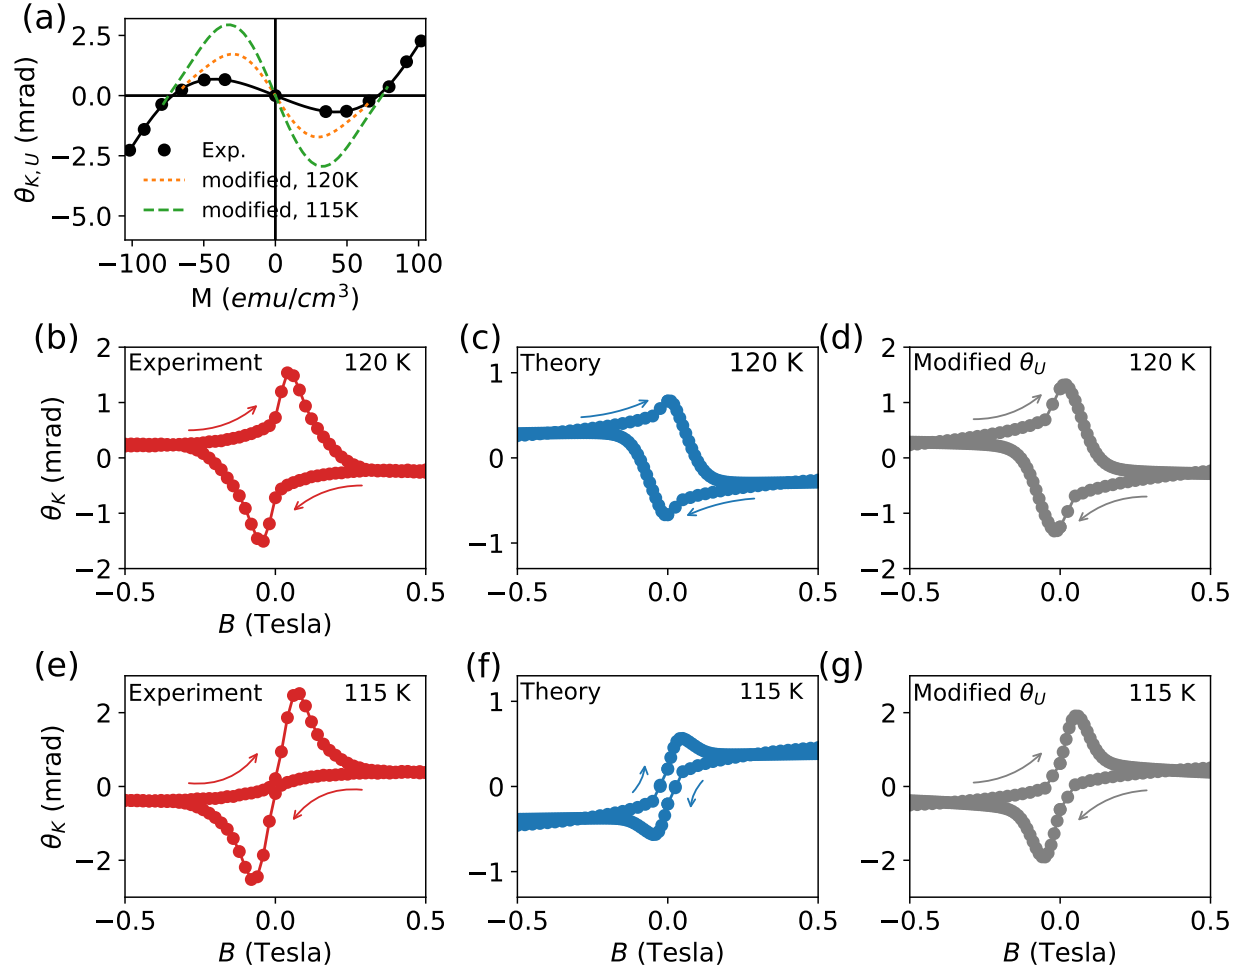 (a)
2.5
0.0
−2.5
−5.0
θK,U (mrad)
Exp.
modified, 120K
modified, 115K
−100 −50 0 50 100
M (emu/cm³)
(b)
Experiment 120 K
2
1
0
−1
−2
θK (mrad)
−0.5 0.0 0.5
B (Tesla)
(c)
Theory 120 K
1
0
−1
−0.5 0.0 0.5
(d)
Modified θU 120 K
2
1
0
−1
−2
−0.5 0.0 0.5
(e)
Experiment 115 K
2
0
−2
θK (mrad)
−0.5 0.0 0.5
B (Tesla)
(f)
Theory 115 K
1
0
−1
−0.5 0.0 0.5
B (Tesla)
(g)
Modified θU 115 K
2
0
−2
−0.5 0.0 0.5
B (Tesla)